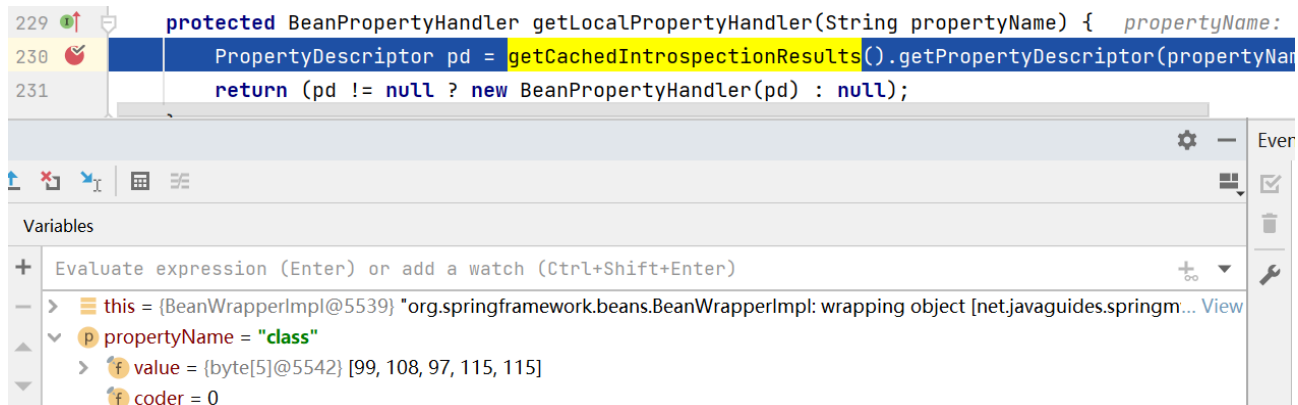 229 protected BeanPropertyHandler getLocalPropertyHandler(String propertyName) { propertyName:
230 PropertyDescriptor pd = getCachedIntrospectionResults().getPropertyDescriptor(propertyNam
231 return (pd != null ? new BeanPropertyHandler(pd) : null);
Even
Variables
Evaluate expression (Enter) or add a watch (Ctrl+Shift+Enter)
this = {BeanWrapperImpl@5539} "org.springframework.beans.BeanWrapperImpl: wrapping object [net.javaguides.springm... View
propertyName = "class"
value = {byte[5]@5542} [99, 108, 97, 115, 115]
coder = 0